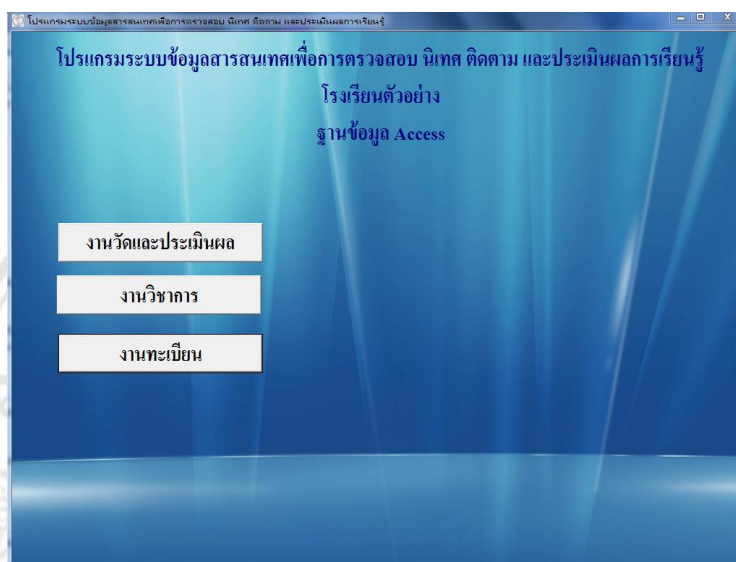 โปรแกรมระบบข้อมูลสารสนเทศเพื่อการตรวจสอบ นิเทศ ติดตาม และประเมินผลการเรียนรู้
โปรแกรมระบบข้อมูลสารสนเทศเพื่อการตรวจสอบ นิเทศ ติดตาม และประเมินผลการเรียนรู้
โรงเรียนตัวอย่าง
ฐานข้อมูล Access
งานวัดและประเมินผล
งานวิชาการ
งานทะเบียน